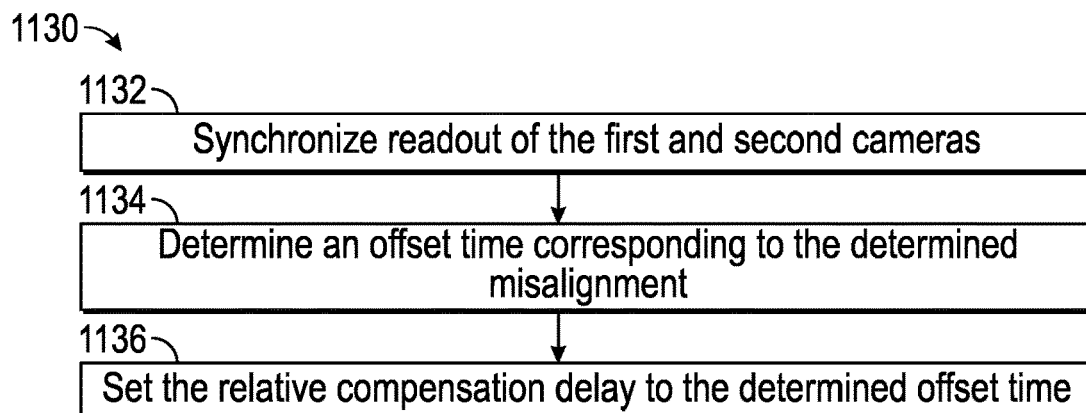 1130
1132
Synchronize readout of the first and second cameras
1134
Determine an offset time corresponding to the determined
misalignment
1136
Set the relative compensation delay to the determined offset time